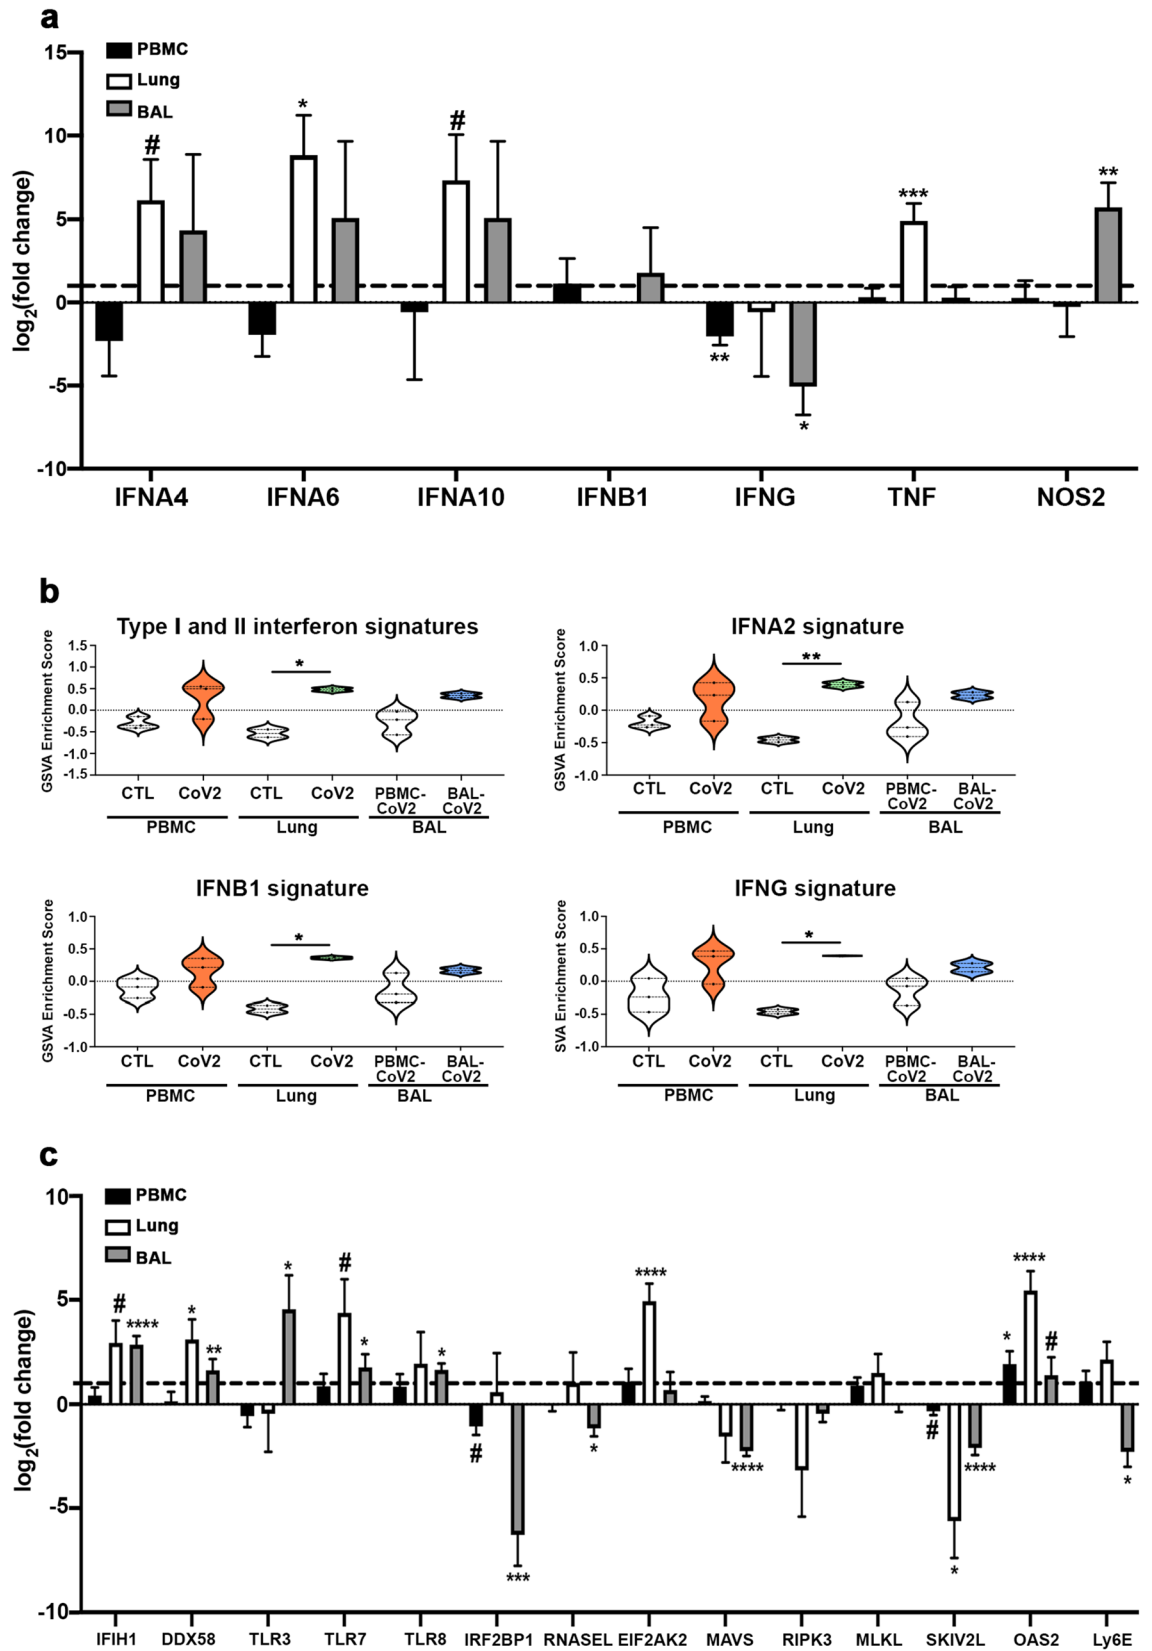 a
PBMC
Lung
BAL
log2(fold change)
15
10
5
0
-5
-10
#
*
#
**
*
***
**
IFNA4 IFNA6 IFNA10 IFNB1 IFNG TNF NOS2
b
Type I and II interferon signatures
GSVA Enrichment Score
1.5
1.0
0.5
0.0
-0.5
-1.0
-1.5
*
CTL CoV2 CTL CoV2 PBMC-CoV2 BAL-CoV2
PBMC Lung BAL
IFNA2 signature
GSVA Enrichment Score
1.0
0.5
0.0
-0.5
-1.0
**
CTL CoV2 CTL CoV2 PBMC-CoV2 BAL-CoV2
PBMC Lung BAL
IFNB1 signature
GSVA Enrichment Score
1.0
0.5
0.0
-0.5
-1.0
*
CTL CoV2 CTL CoV2 PBMC-CoV2 BAL-CoV2
PBMC Lung BAL
IFNG signature
SVA Enrichment Score
1.0
0.5
0.0
-0.5
-1.0
*
CTL CoV2 CTL CoV2 PBMC-CoV2 BAL-CoV2
PBMC Lung BAL
c
PBMC
Lung
BAL
log2(fold change)
10
5
0
-5
-10
#
****
*
**
*
#
*
*
#
***
*
****
****
#
*
****
*
****
#
*
IFIH1 DDX58 TLR3 TLR7 TLR8 IRF2BP1 RNASEL EIF2AK2 MAVS RIPK3 MLKL SKIV2L OAS2 Ly6E